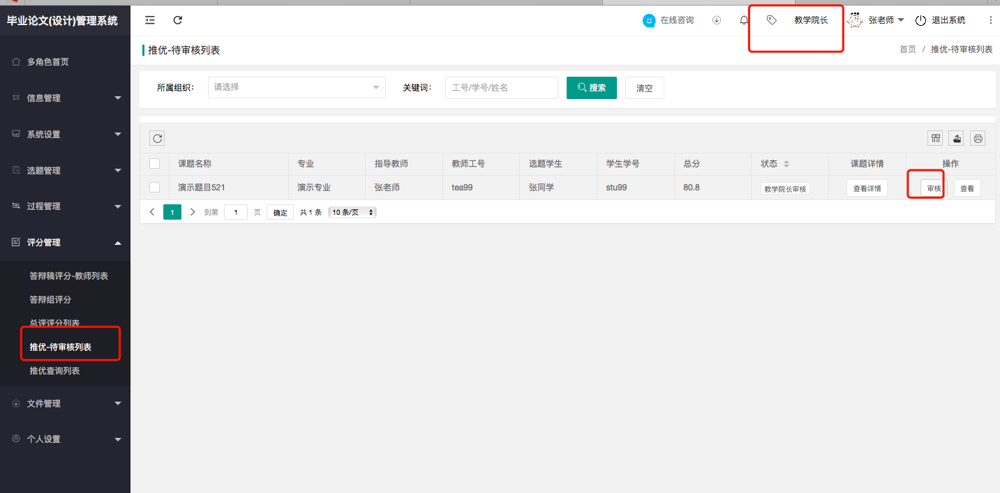 毕业论文(设计)管理系统
在线咨询
教学院长
张老师
退出系统
推优-待审核列表
首页 / 推优-待审核列表
多角色首页
信息管理
系统设置
选题管理
过程管理
评分管理
答辩稿评分-教师列表
答辩组评分
总评评分列表
推优-待审核列表
推优查询列表
文件管理
个人设置
所属组织： 请选择 关键词： 工号/学号/姓名 搜索 清空
课题名称 专业 指导教师 教师工号 选题学生 学生学号 总分 状态 课题详情 操作
演示题目521 演示专业 张老师 tea99 张同学 stu99 80.8 教学院长审核 查看详情 审核 查看
1 到第 1 页 确定 共 1 条 10 条/页